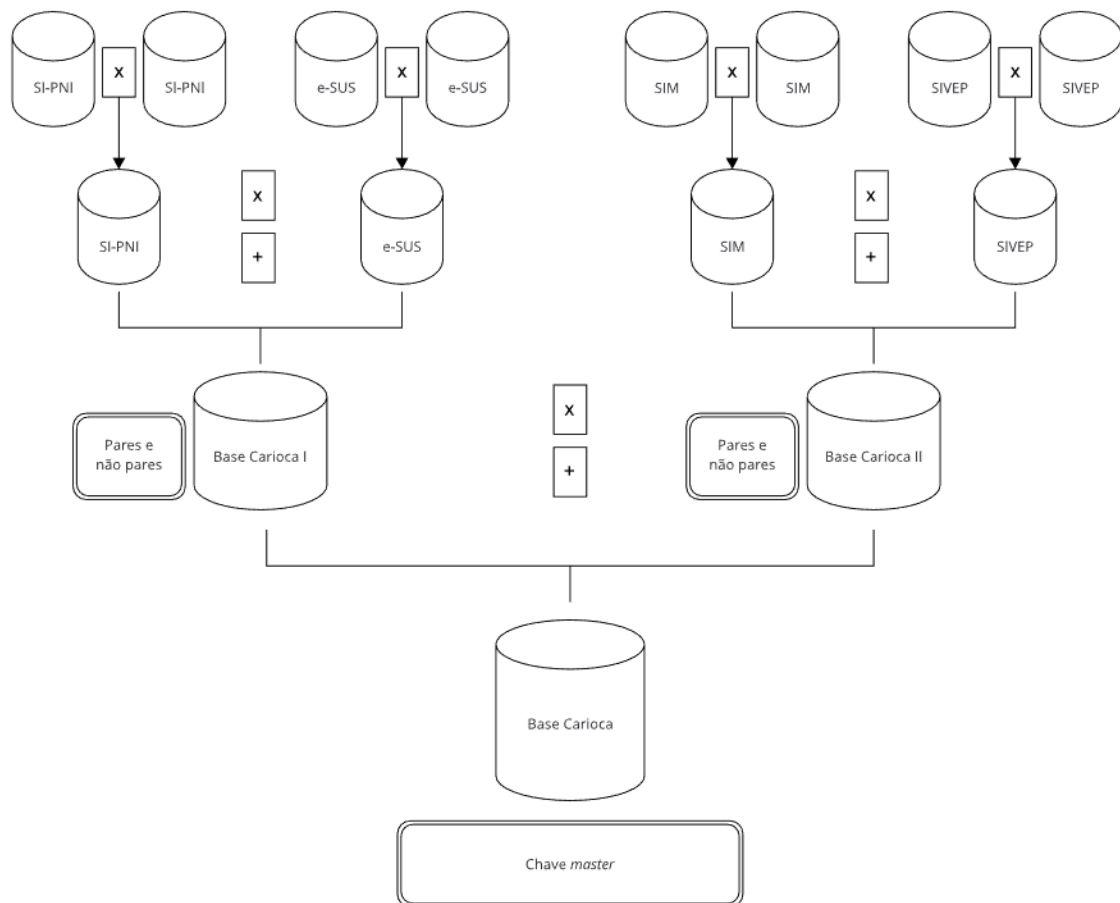 SI-PNI
x
SI-PNI
e-SUS
x
e-SUS
SIM
x
SIM
SIVEP
x
SIVEP
SI-PNI
x
+
e-SUS
SIM
x
+
SIVEP
Pares e
não pares
Base Carioca I
x
+
Pares e
não pares
Base Carioca II
Base Carioca
Chave master